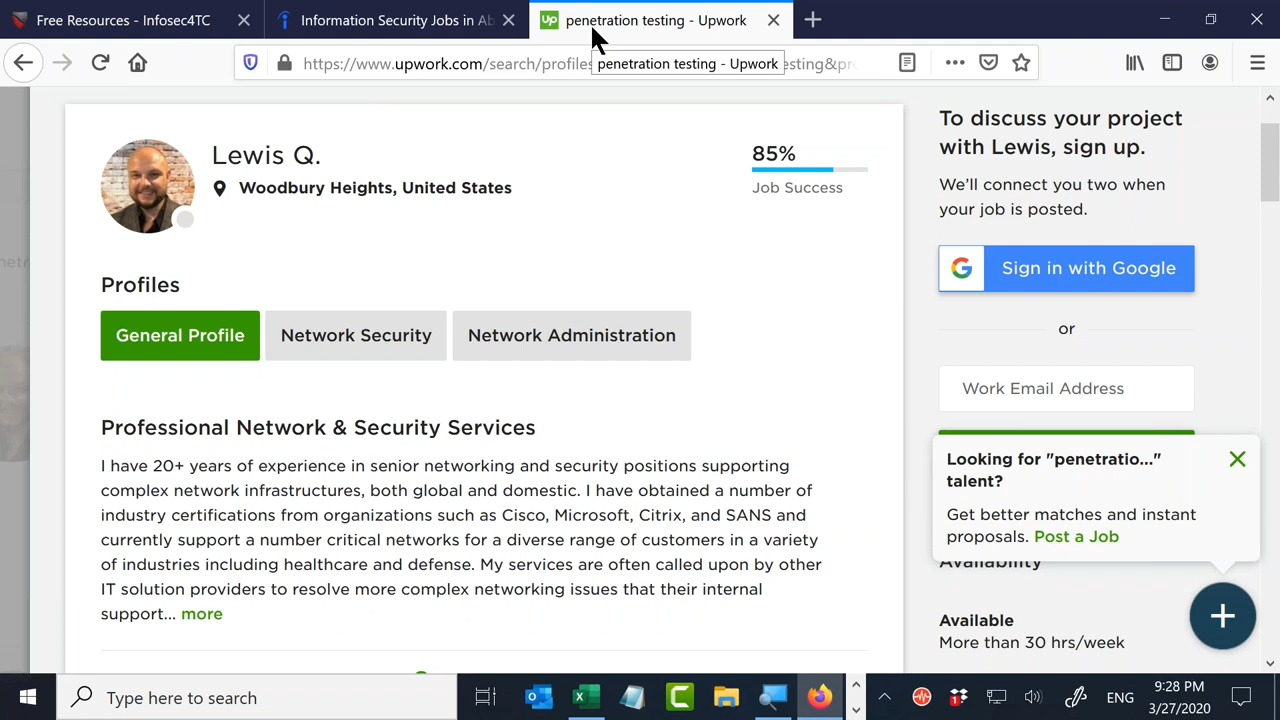 Free Resources - Infosec4TC
Information Security Jobs in Ab
Up
penetration testing - Upwork
https://www.upwork.com/search/profiles
esting&pr
penetration testing - Upwork
Lewis Q.
Woodbury Heights, United States
85%
Job Success
Profiles
General Profile
Network Security
Network Administration
Professional Network & Security Services
I have 20+ years of experience in senior networking and security positions supporting
complex network infrastructures, both global and domestic. I have obtained a number of
industry certifications from organizations such as Cisco, Microsoft, Citrix, and SANS and
currently support a number critical networks for a diverse range of customers in a variety
of industries including healthcare and defense. My services are often called upon by other
IT solution providers to resolve more complex networking issues that their internal
support... more
To discuss your project
with Lewis, sign up.
We'll connect you two when
your job is posted.
G
Sign in with Google
or
Work Email Address
Looking for "penetratio..."
talent?
Get better matches and instant
proposals. Post a Job
Availability
Available
More than 30 hrs/week
Type here to search
ENG
9:28 PM
3/27/2020